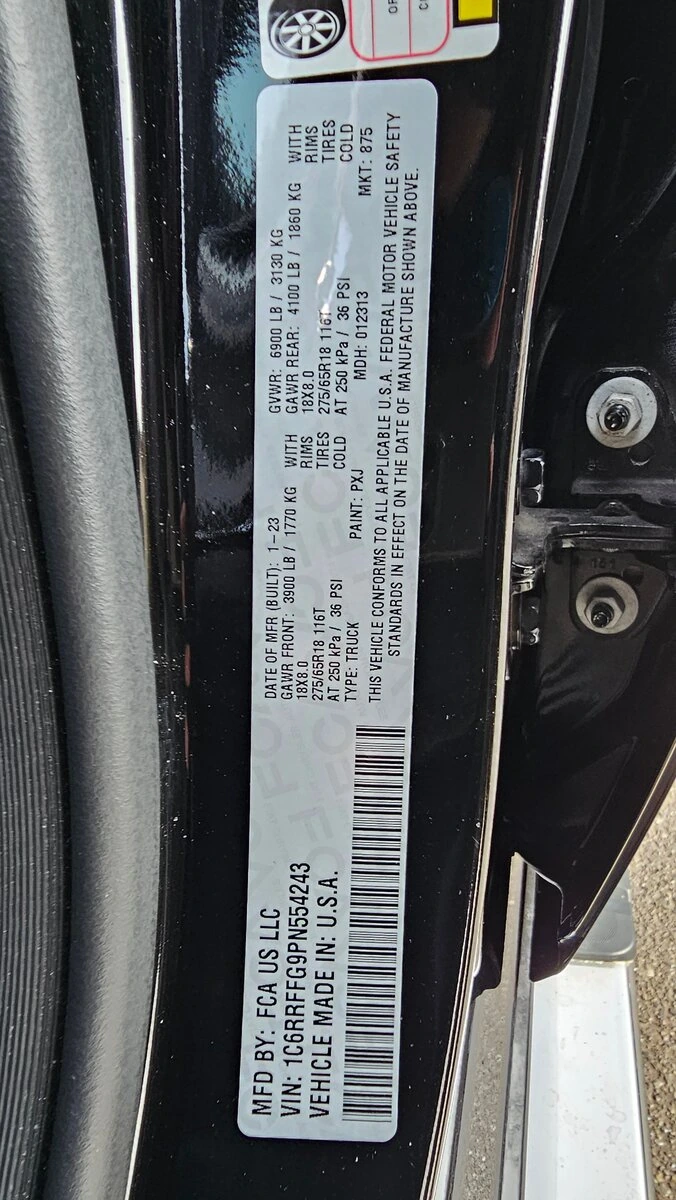 MFD BY: FCA US LLC
VIN: 1C6RRFFG9PN554243
VEHICLE MADE IN: U.S.A.
DATE OF MFR (BUILT): 1-23
GVWR: 6900 LB / 3130 KG
GAWR FRONT: 3900 LB / 1770 KG WITH
GAWR REAR: 4100 LB / 1860 KG WITH
18X8.0 RIMS
18X8.0 RIMS
275/65R18 116T TIRES
275/65R18 116T TIRES
AT 250 kPa / 36 PSI COLD
AT 250 kPa / 36 PSI COLD
TYPE: TRUCK PAINT: PXJ MDH: 012313 MKT: 875
THIS VEHICLE CONFORMS TO ALL APPLICABLE U.S.A. FEDERAL MOTOR VEHICLE SAFETY
STANDARDS IN EFFECT ON THE DATE OF MANUFACTURE SHOWN ABOVE.